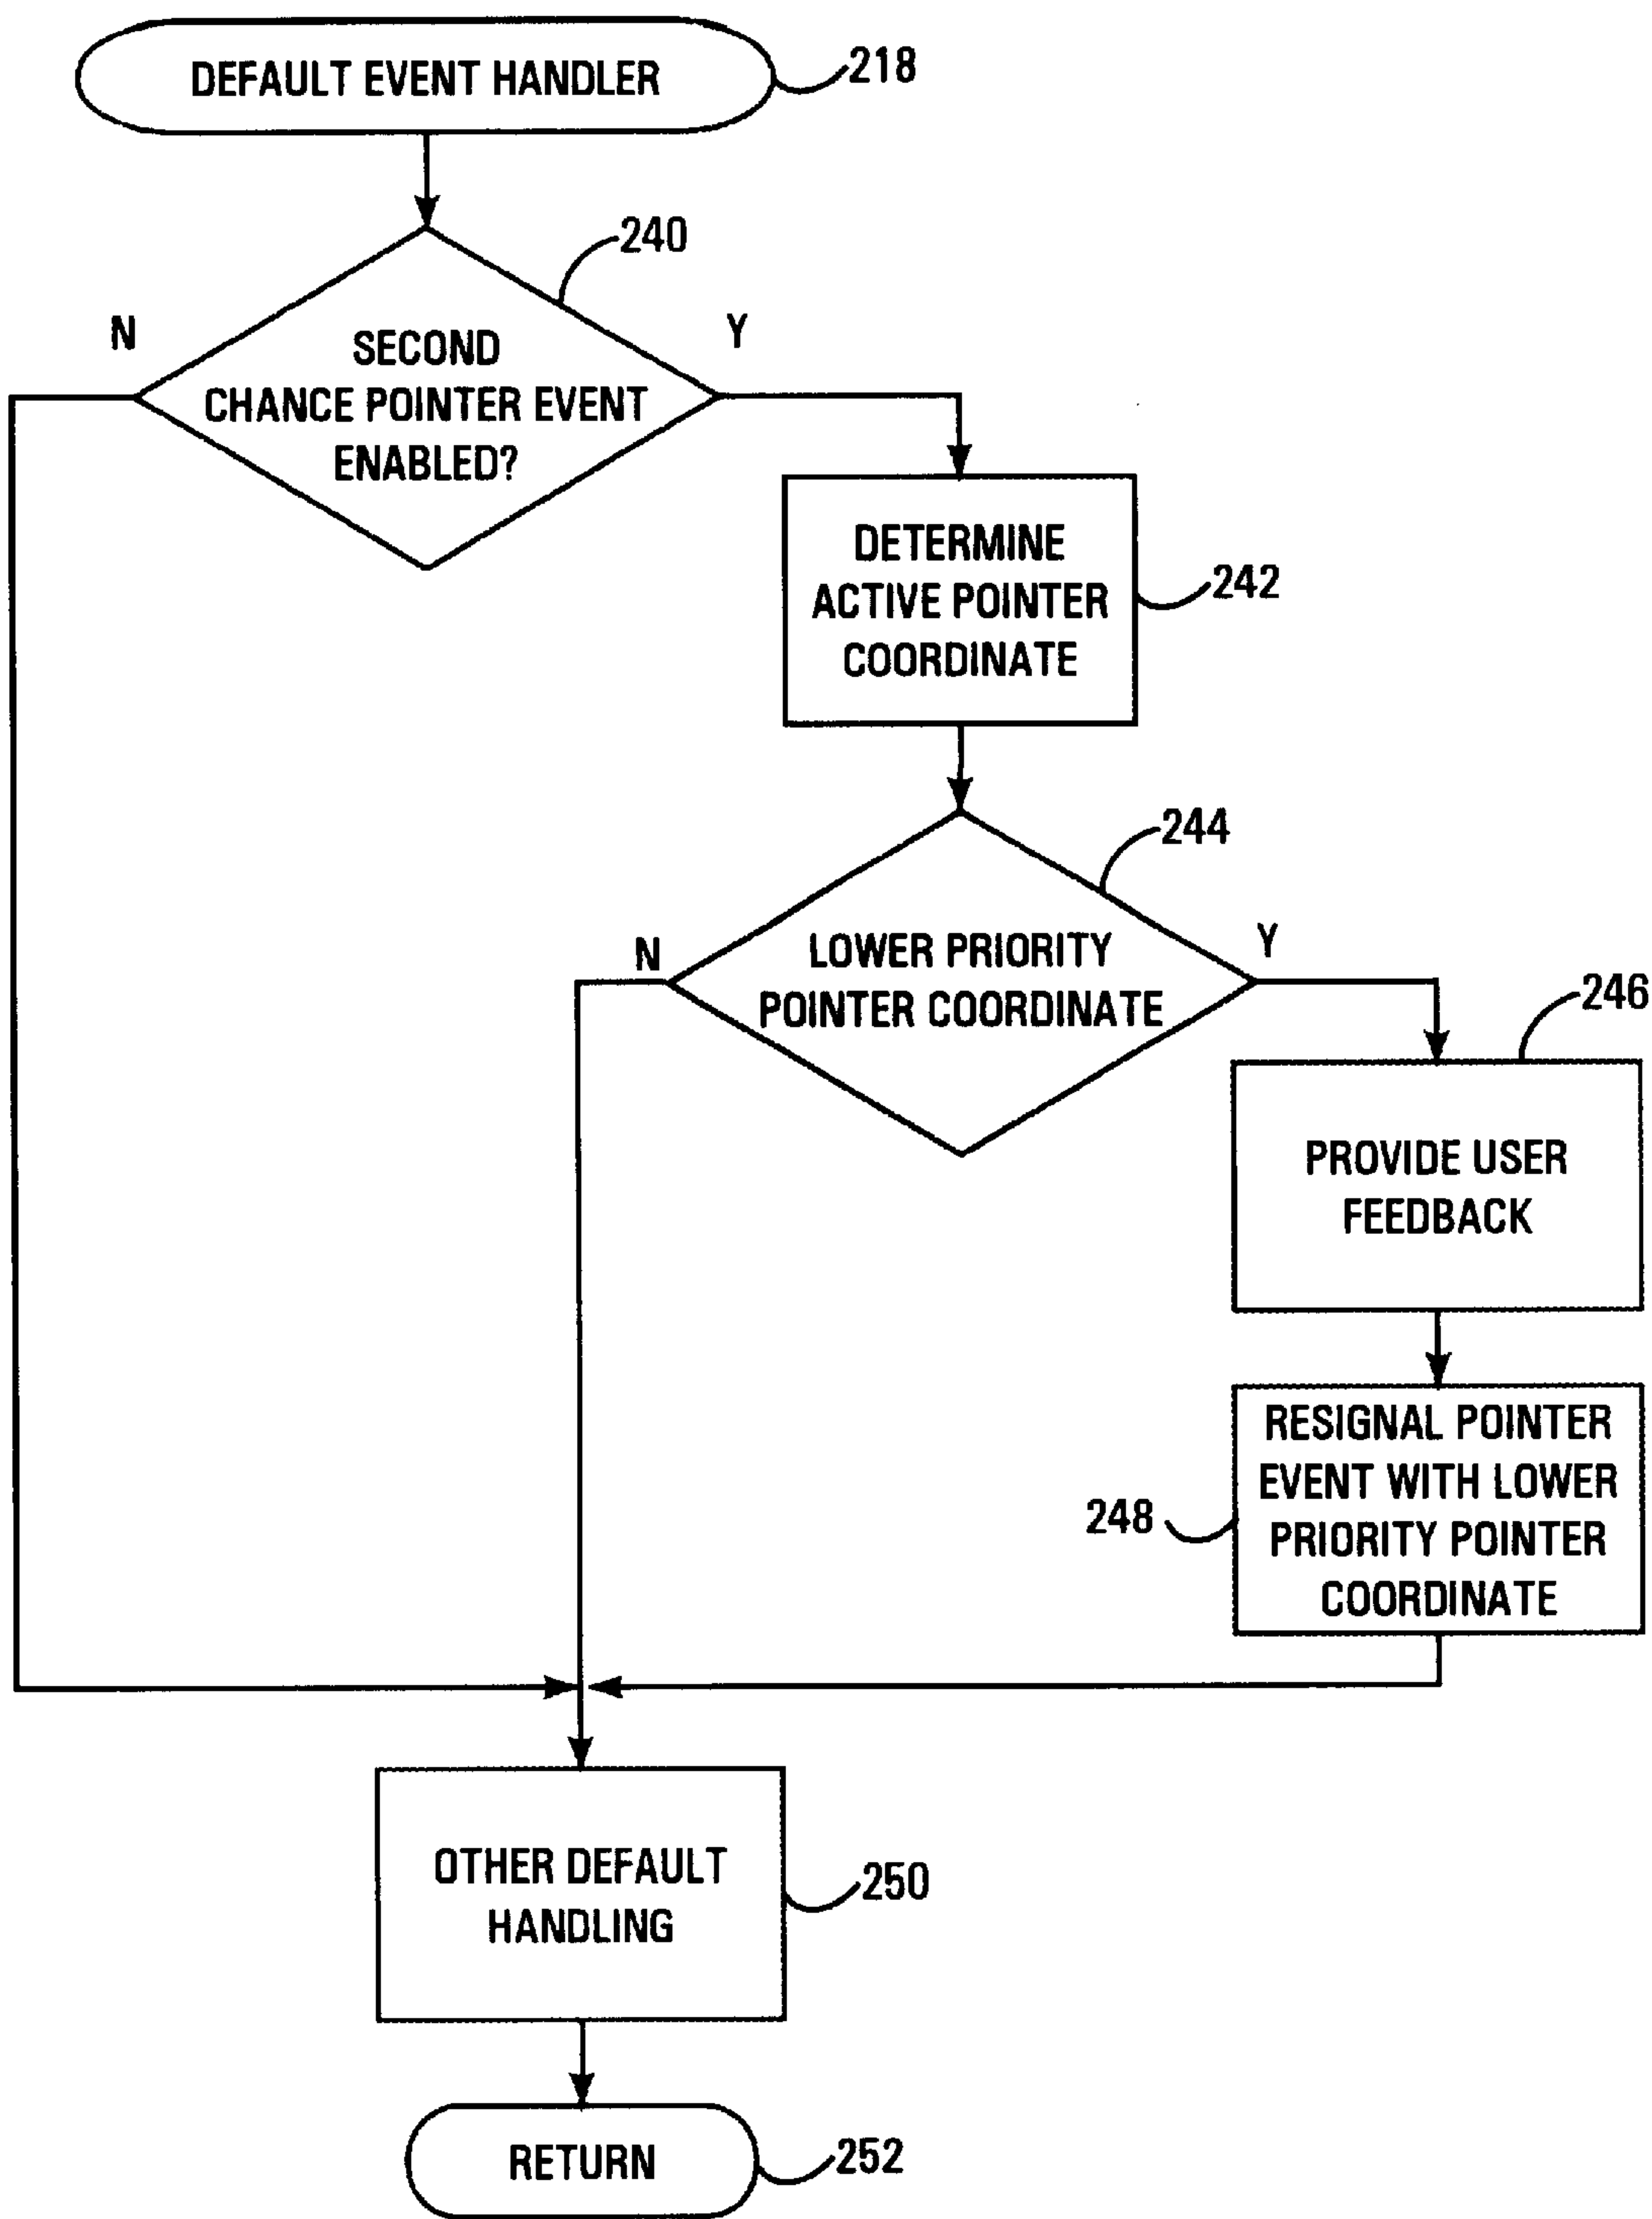 DEFAULT EVENT HANDLER
218
240
N
Y
SECOND
CHANCE POINTER EVENT
ENABLED?
DETERMINE
ACTIVE POINTER
COORDINATE
242
244
N
Y
LOWER PRIORITY
POINTER COORDINATE
246
PROVIDE USER
FEEDBACK
RESIGNAL POINTER
EVENT WITH LOWER
PRIORITY POINTER
COORDINATE
248
OTHER DEFAULT
HANDLING
250
RETURN
252